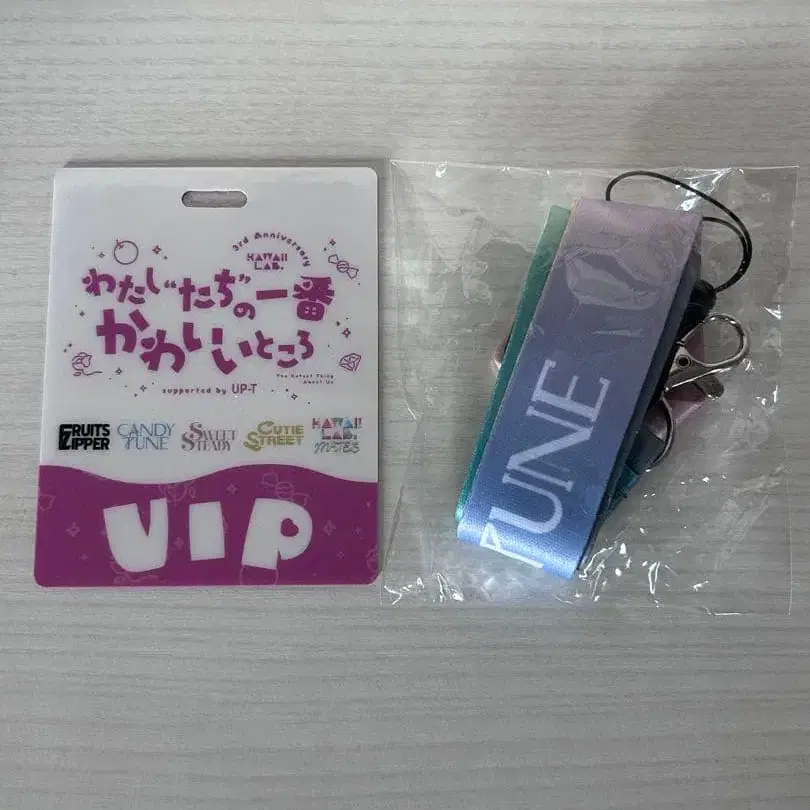 3rd Anniversary
KAWAII
LAB.
わたし“たち”の一番
かわいいところ
The Cutest Thing
About Us
supported by UP-T
FRUITS
ZIPPER
CANDY
TUNE
SWEET
STEADY
CUTIE
STREET
KAWAII
LAB.
MATES
VIP
TUNE